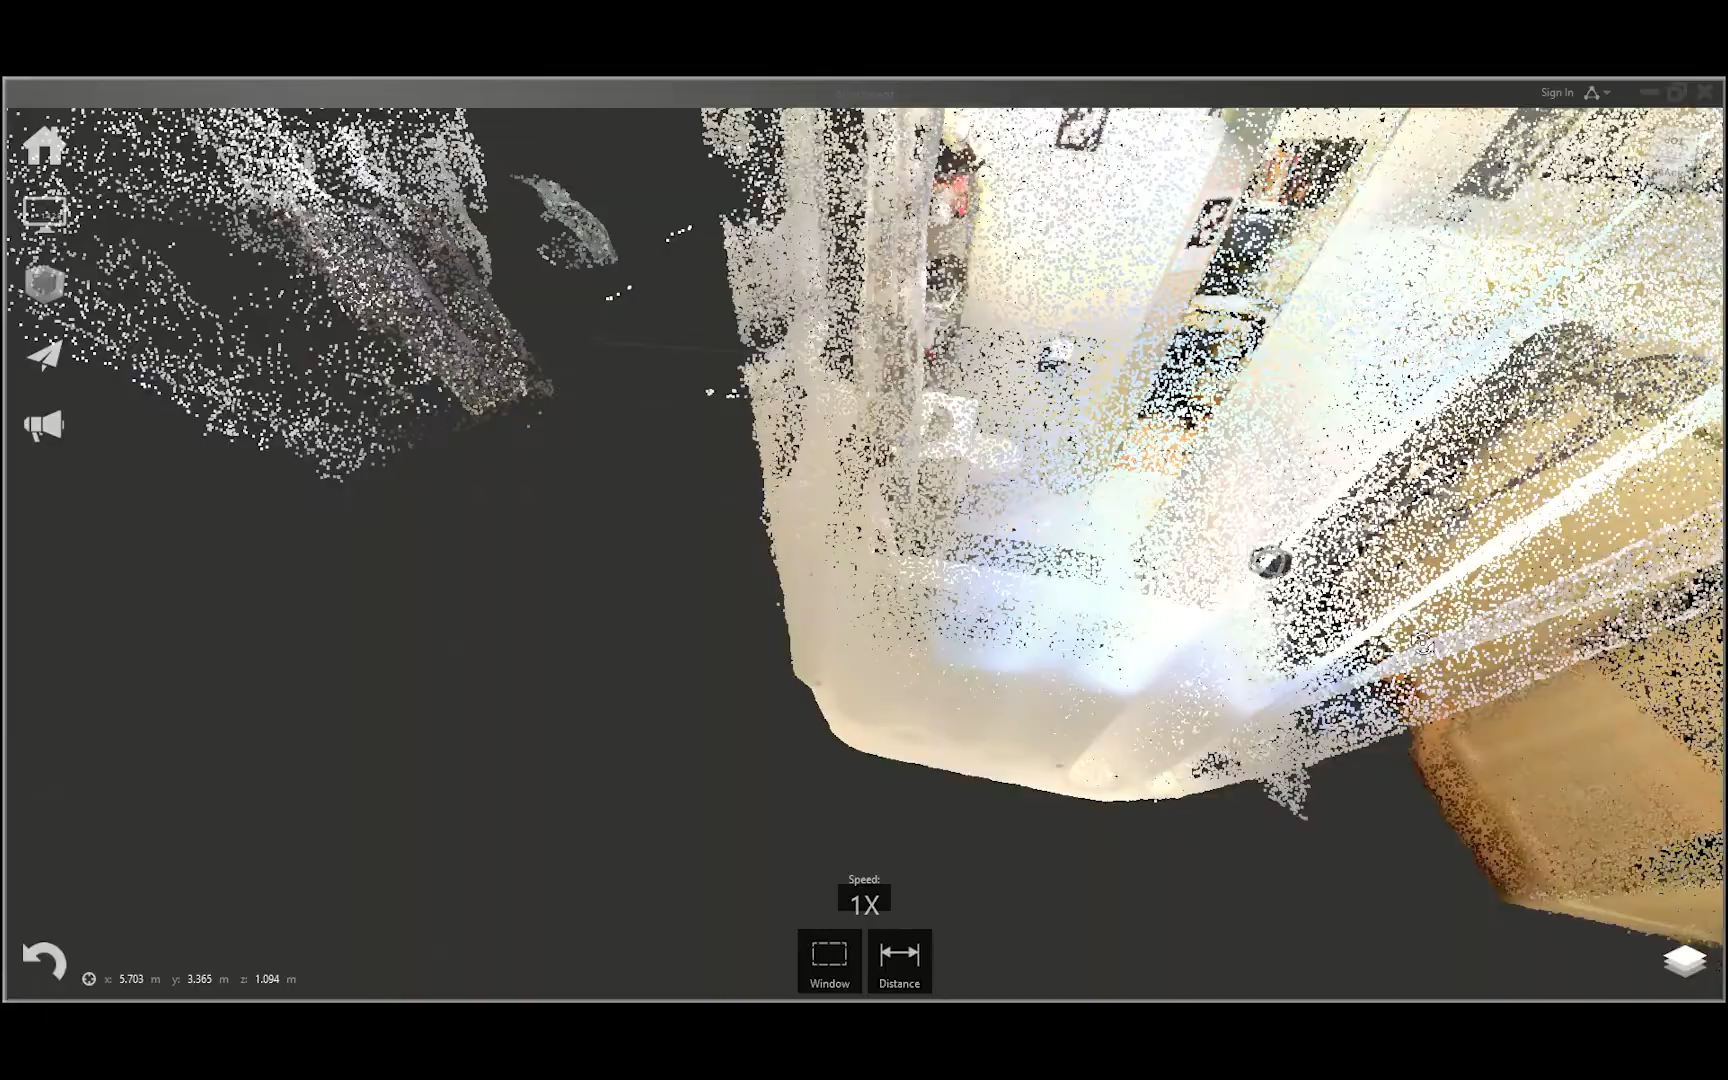 Sign In
Speed:
1X
Window Distance
x: 5.703 m y: 3.365 m z: 1.094 m